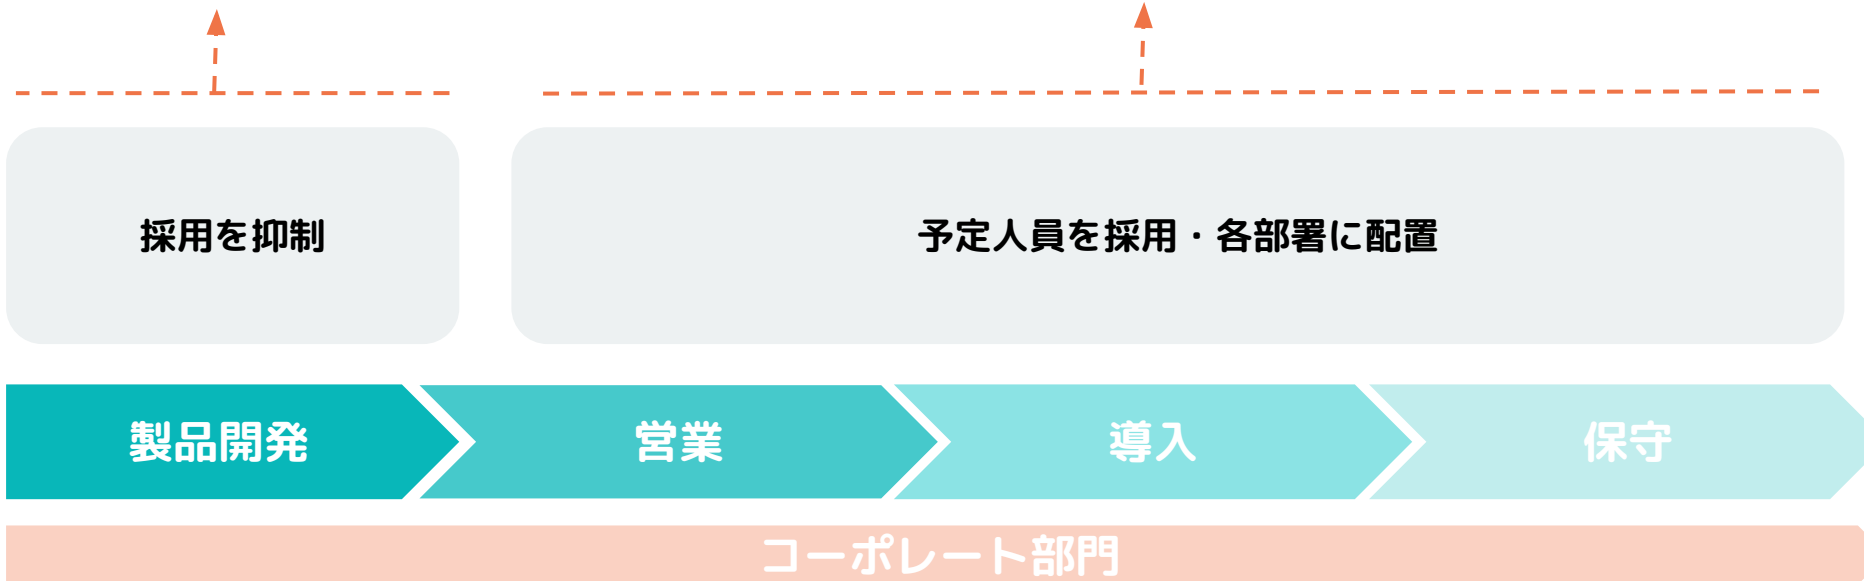 採用を抑制
予定人員を採用・各部署に配置
製品開発
営業
導入
保守
コーポレート部門